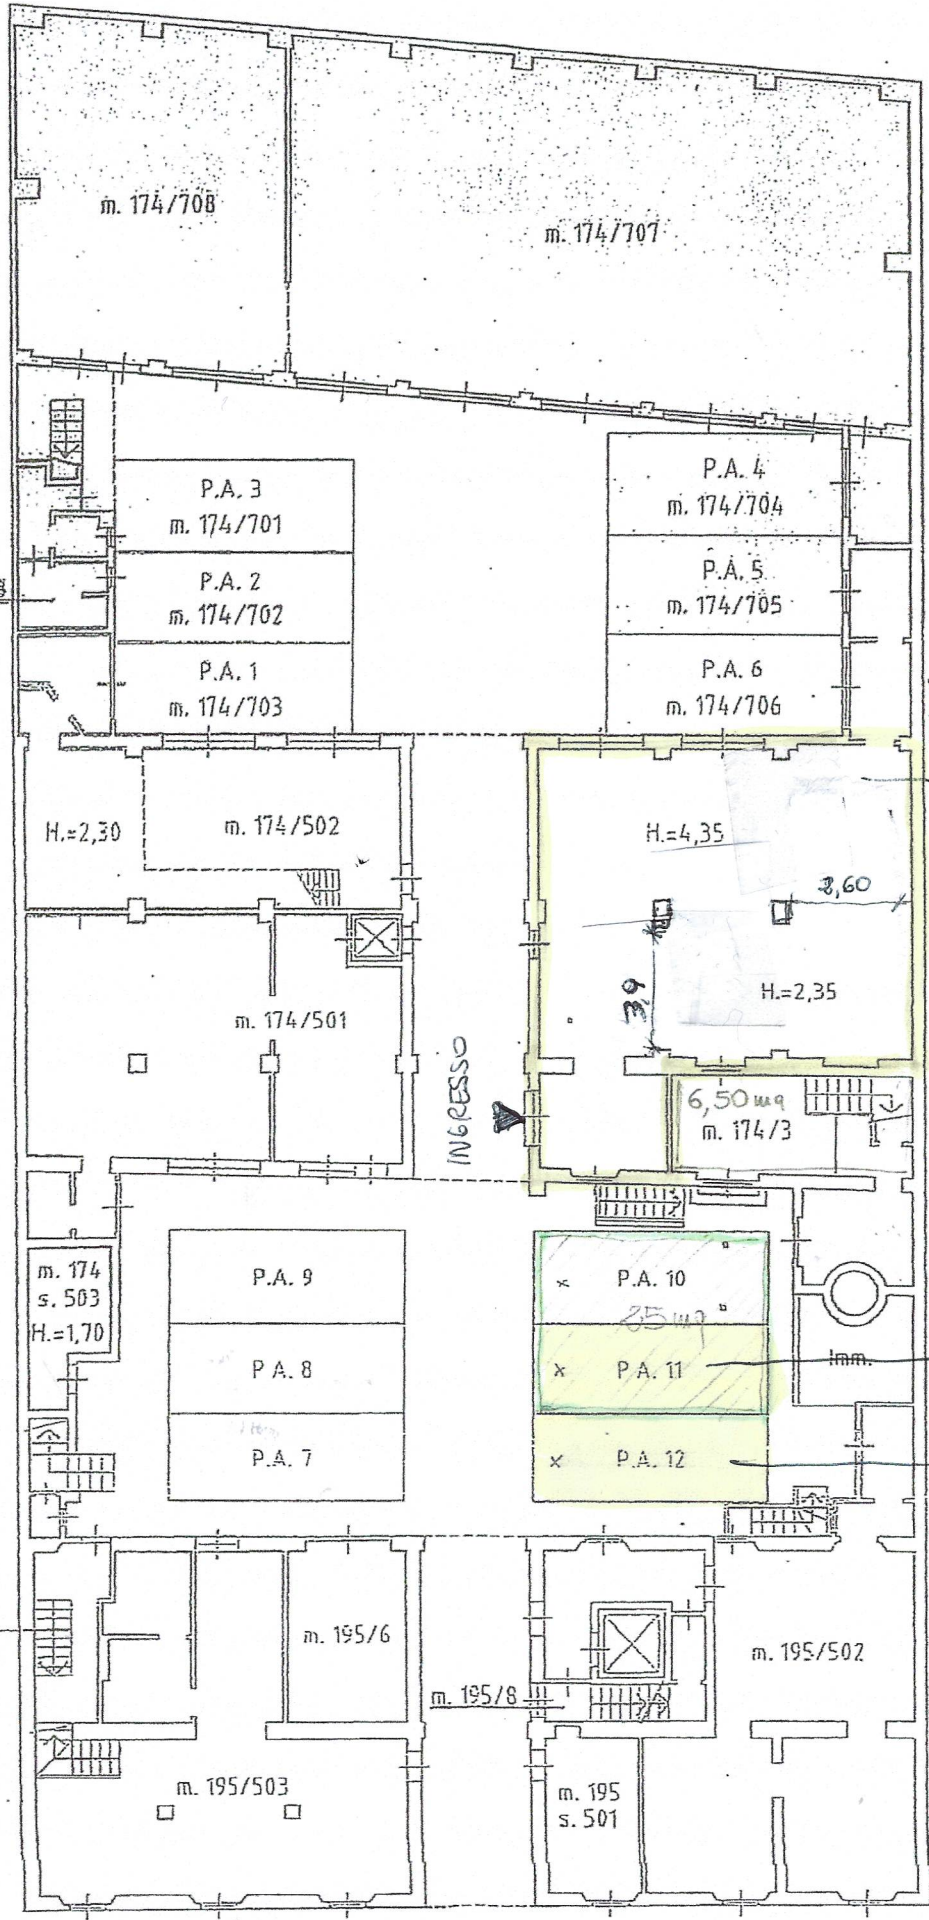 m. 174/708
m. 174/707
P.A. 3
m. 174/701
P.A. 2
m. 174/702
P.A. 1
m. 174/703
P.A. 4
m. 174/704
P.A. 5
m. 174/705
P.A. 6
m. 174/706
H.=2,30
m. 174/502
H.=4,35
2,60
3,9
H.=2,35
m. 174/501
INGRESSO
6,50 mq
m. 174/3
m. 174
s. 503
H.=1,70
P.A. 9
P A. 8
P.A. 7
x P.A. 10
25 mq
x P A. 11
x P.A. 12
Imm.
m. 195/6
m. 195/8
m. 195/502
m. 195/503
m. 195
s. 501